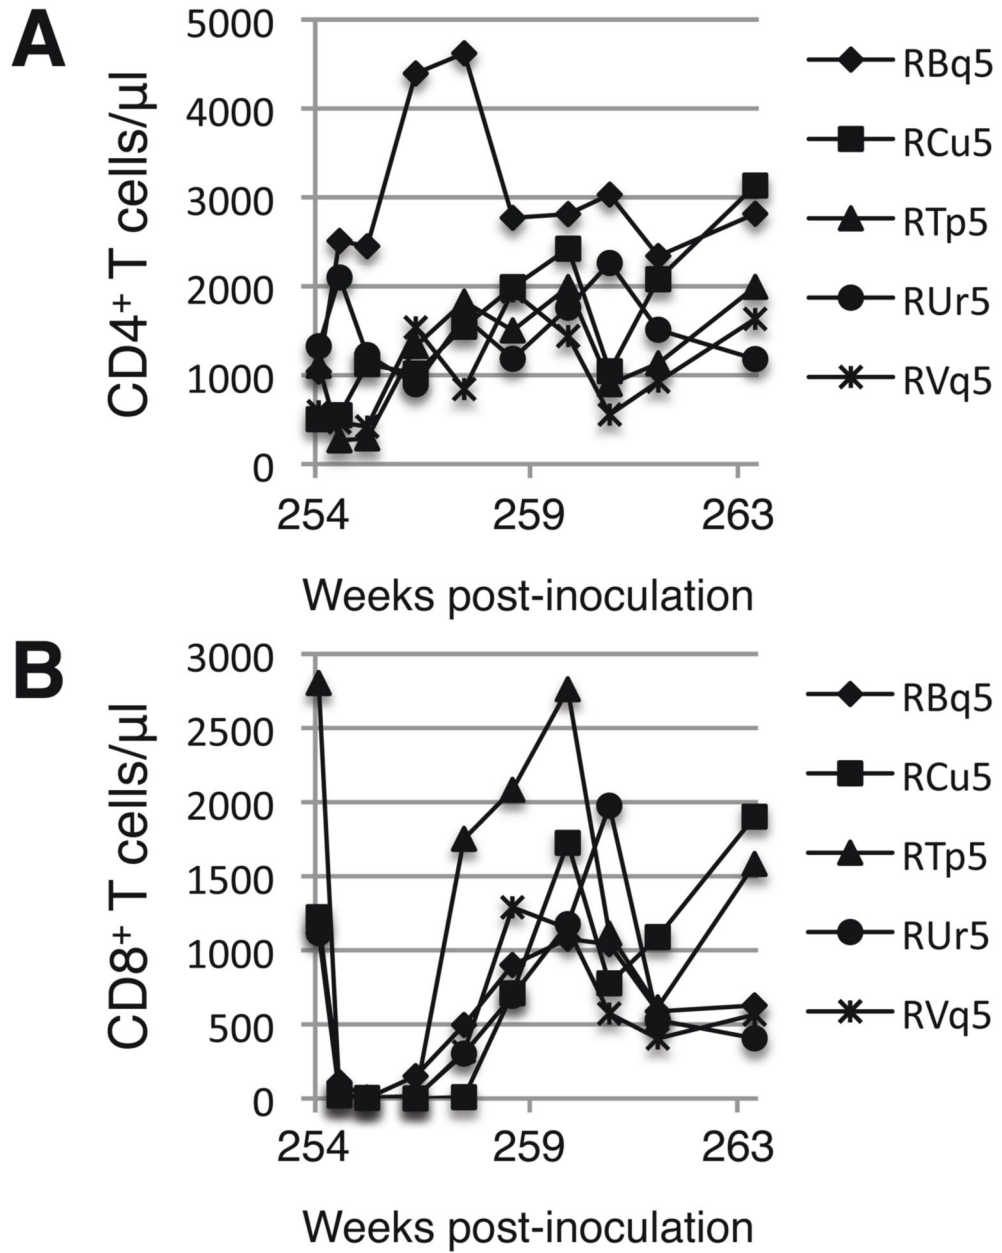 A
CD4⁺ T cells/µl
5000
4000
3000
2000
1000
0
254 259 263
Weeks post-inoculation
RBq5
RCu5
RTp5
RUr5
RVq5
B
CD8⁺ T cells/µl
3000
2500
2000
1500
1000
500
0
254 259 263
Weeks post-inoculation
RBq5
RCu5
RTp5
RUr5
RVq5